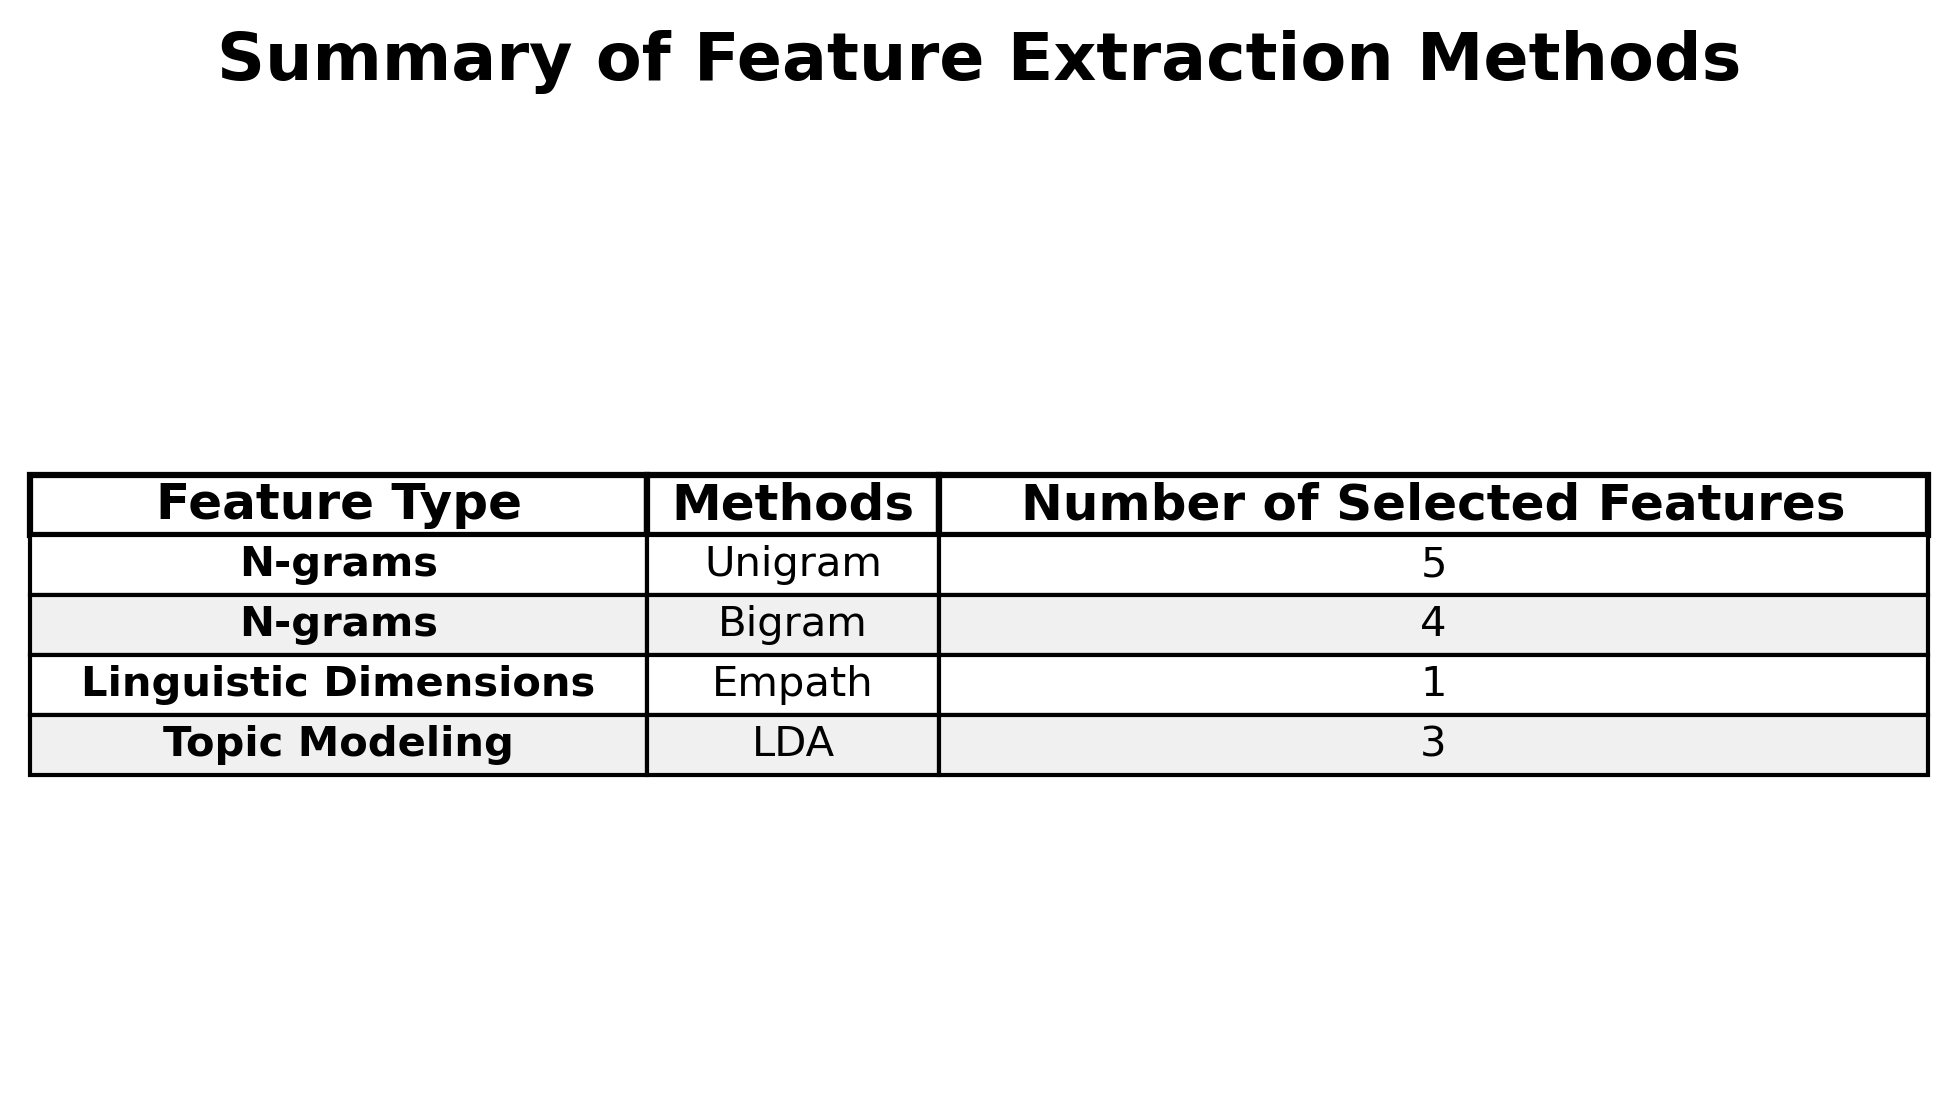 Summary of Feature Extraction Methods
Feature Type Methods Number of Selected Features
N-grams Unigram 5
N-grams Bigram 4
Linguistic Dimensions Empath 1
Topic Modeling LDA 3